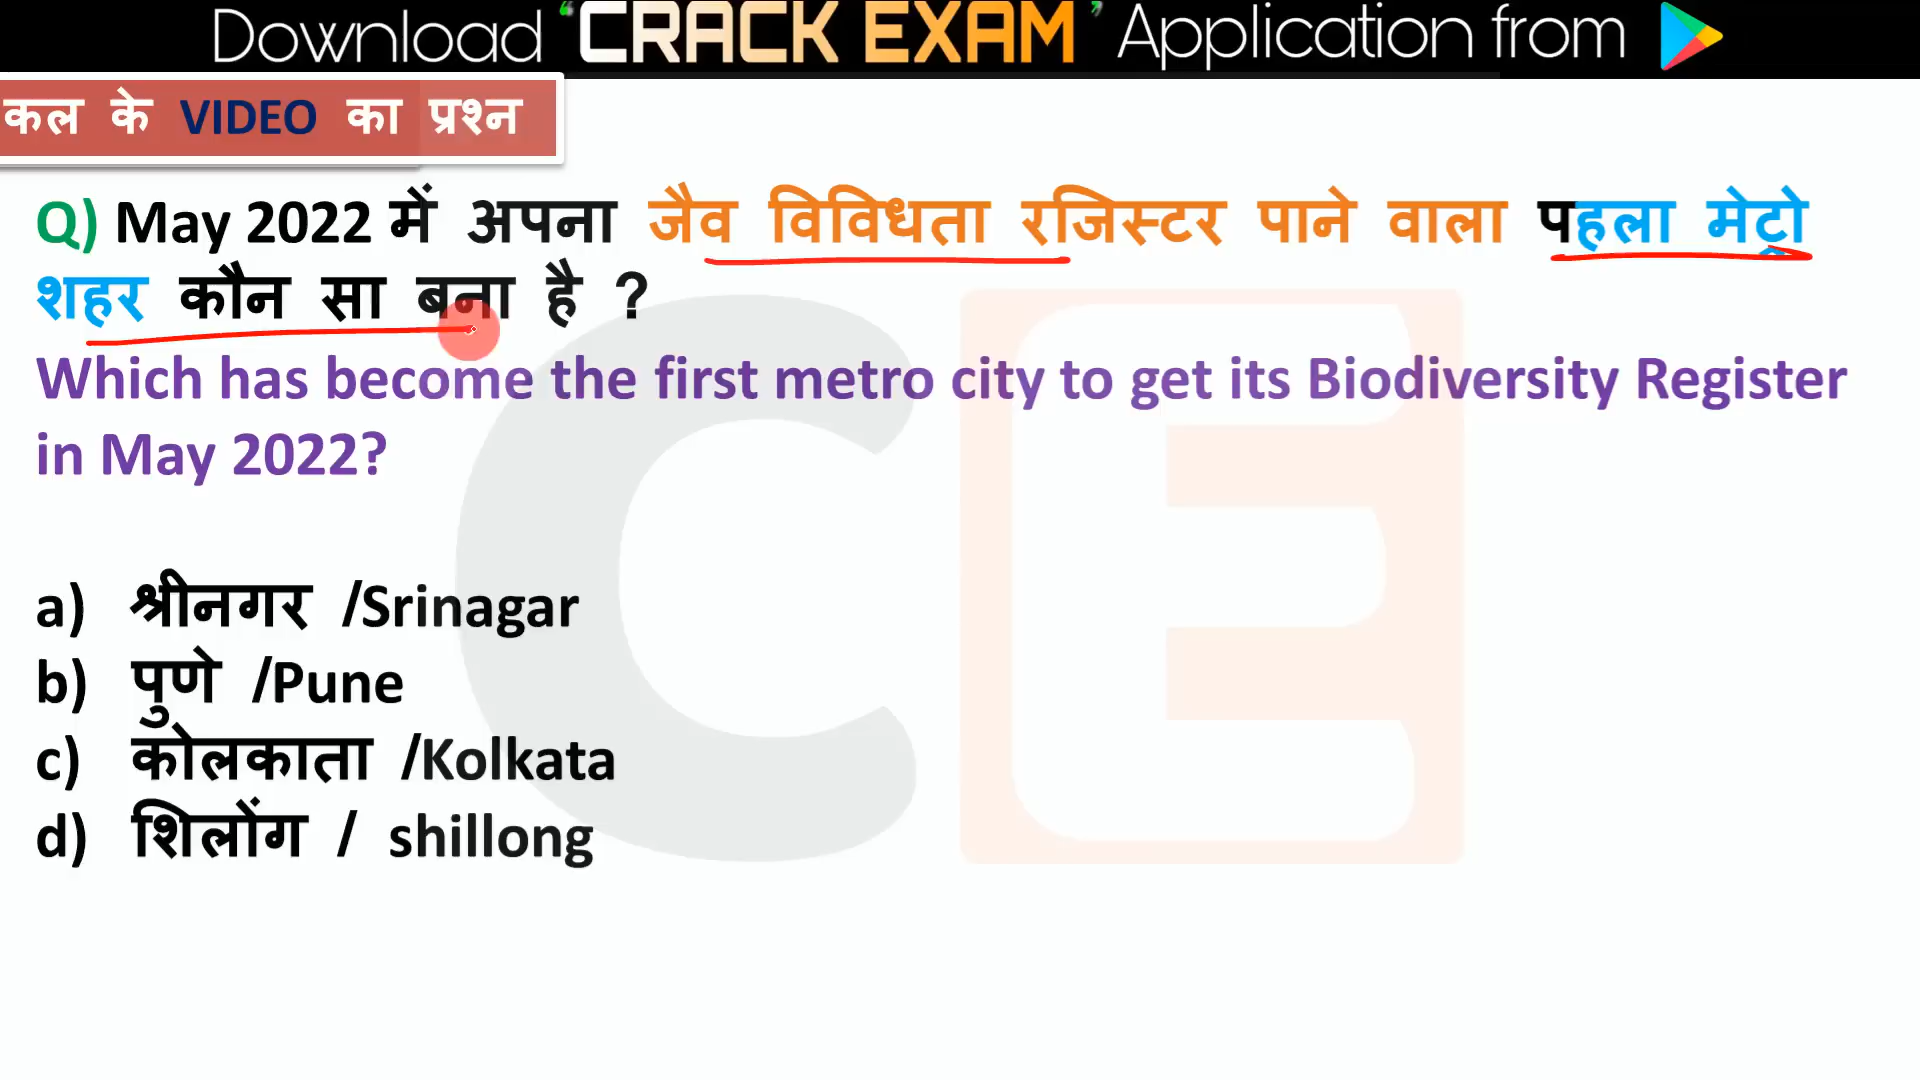 Download ‘CRACK EXAM’ Application from
कल के VIDEO का प्रश्न
Q) May 2022 में अपना जैव विविधता रजिस्टर पाने वाला पहला मेट्रो
शहर कौन सा बना है ?
Which has become the first metro city to get its Biodiversity Register
in May 2022?
a) श्रीनगर /Srinagar
b) पुणे /Pune
c) कोलकाता /Kolkata
d) शिलोंग / shillong
CE